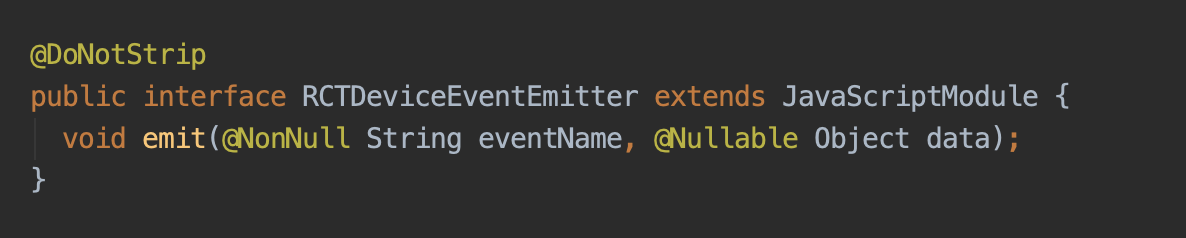 @DoNotStrip
public interface RCTDeviceEventEmitter extends JavaScriptModule {
  void emit(@NonNull String eventName, @Nullable Object data);
}